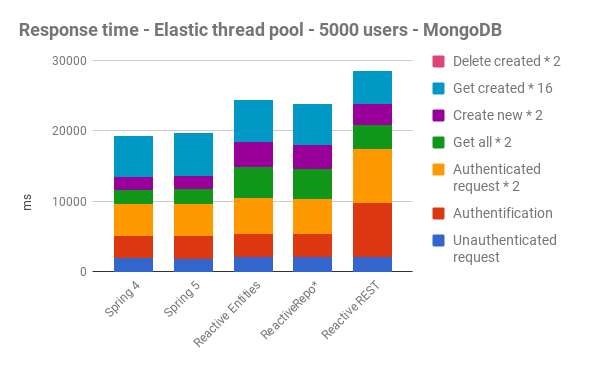 Response time - Elastic thread pool - 5000 users - MongoDB
30000
20000
10000
0
ms
Spring 4
Spring 5
Reactive Entities
ReactiveRepo*
Reactive REST
Delete created * 2
Get created * 16
Create new * 2
Get all * 2
Authenticated
request * 2
Authentification
Unauthenticated
request